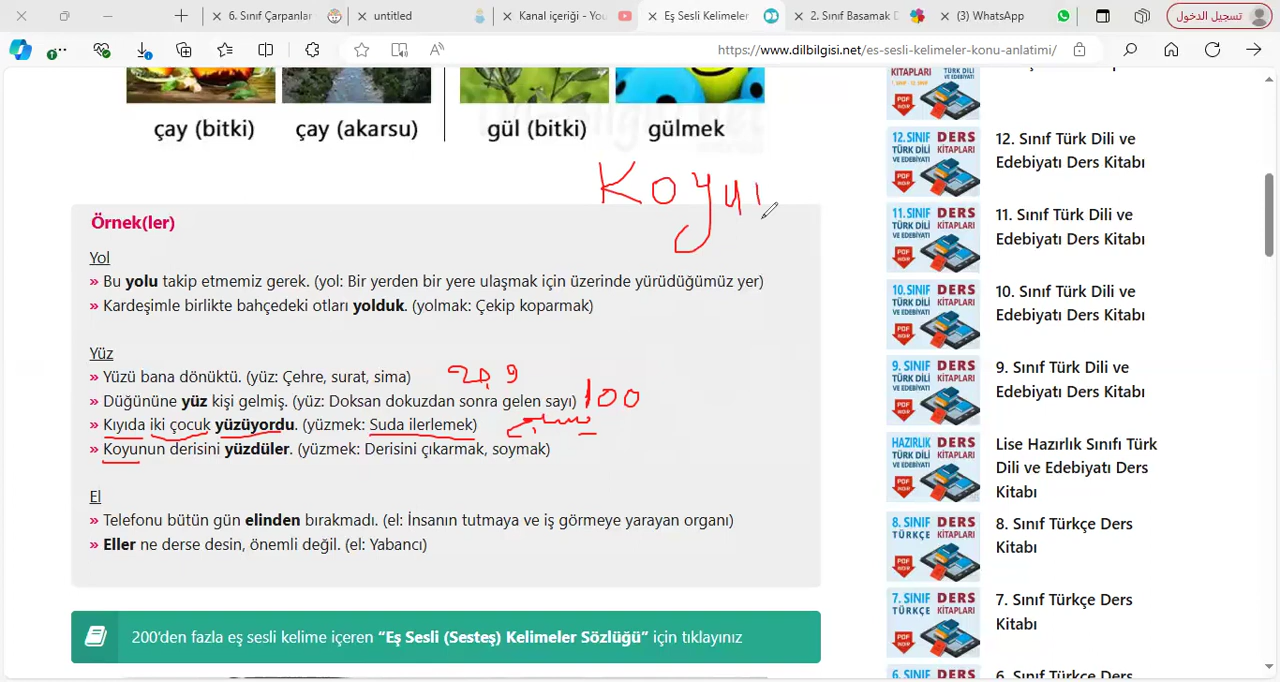 6. Sınıf Çarpanlar
untitled
Kanal içeriği - You
Eş Sesli Kelimeler
2. Sınıf Basamak D
(3) WhatsApp
تسجيل الدخول
https://www.dilbilgisi.net/es-sesli-kelimeler-konu-anlatimi/
çay (bitki)
çay (akarsu)
gül (bitki)
gülmek
Koyu
Örnek(ler)
Yol
» Bu yolu takip etmemiz gerek. (yol: Bir yerden bir yere ulaşmak için üzerinde yürüdüğümüz yer)
» Kardeşimle birlikte bahçedeki otları yolduk. (yolmak: Çekip koparmak)
Yüz
» Yüzü bana dönüktü. (yüz: Çehre, surat, sima)
» Düğününe yüz kişi gelmiş. (yüz: Doksan dokuzdan sonra gelen sayı) 100
» Kıyıda iki çocuk yüzüyordu. (yüzmek: Suda ilerlemek)
» Koyunun derisini yüzdüler. (yüzmek: Derisini çıkarmak, soymak)
El
» Telefonu bütün gün elinden bırakmadı. (el: İnsanın tutmaya ve iş görmeye yarayan organı)
» Eller ne derse desin, önemli değil. (el: Yabancı)
200'den fazla eş sesli kelime içeren “Eş Sesli (Sesteş) Kelimeler Sözlüğü” için tıklayınız
12. Sınıf Türk Dili ve
Edebiyatı Ders Kitabı
11. Sınıf Türk Dili ve
Edebiyatı Ders Kitabı
10. Sınıf Türk Dili ve
Edebiyatı Ders Kitabı
9. Sınıf Türk Dili ve
Edebiyatı Ders Kitabı
Lise Hazırlık Sınıfı Türk
Dili ve Edebiyatı Ders
Kitabı
8. Sınıf Türkçe Ders
Kitabı
7. Sınıf Türkçe Ders
Kitabı
6. Sınıf Türkçe Ders